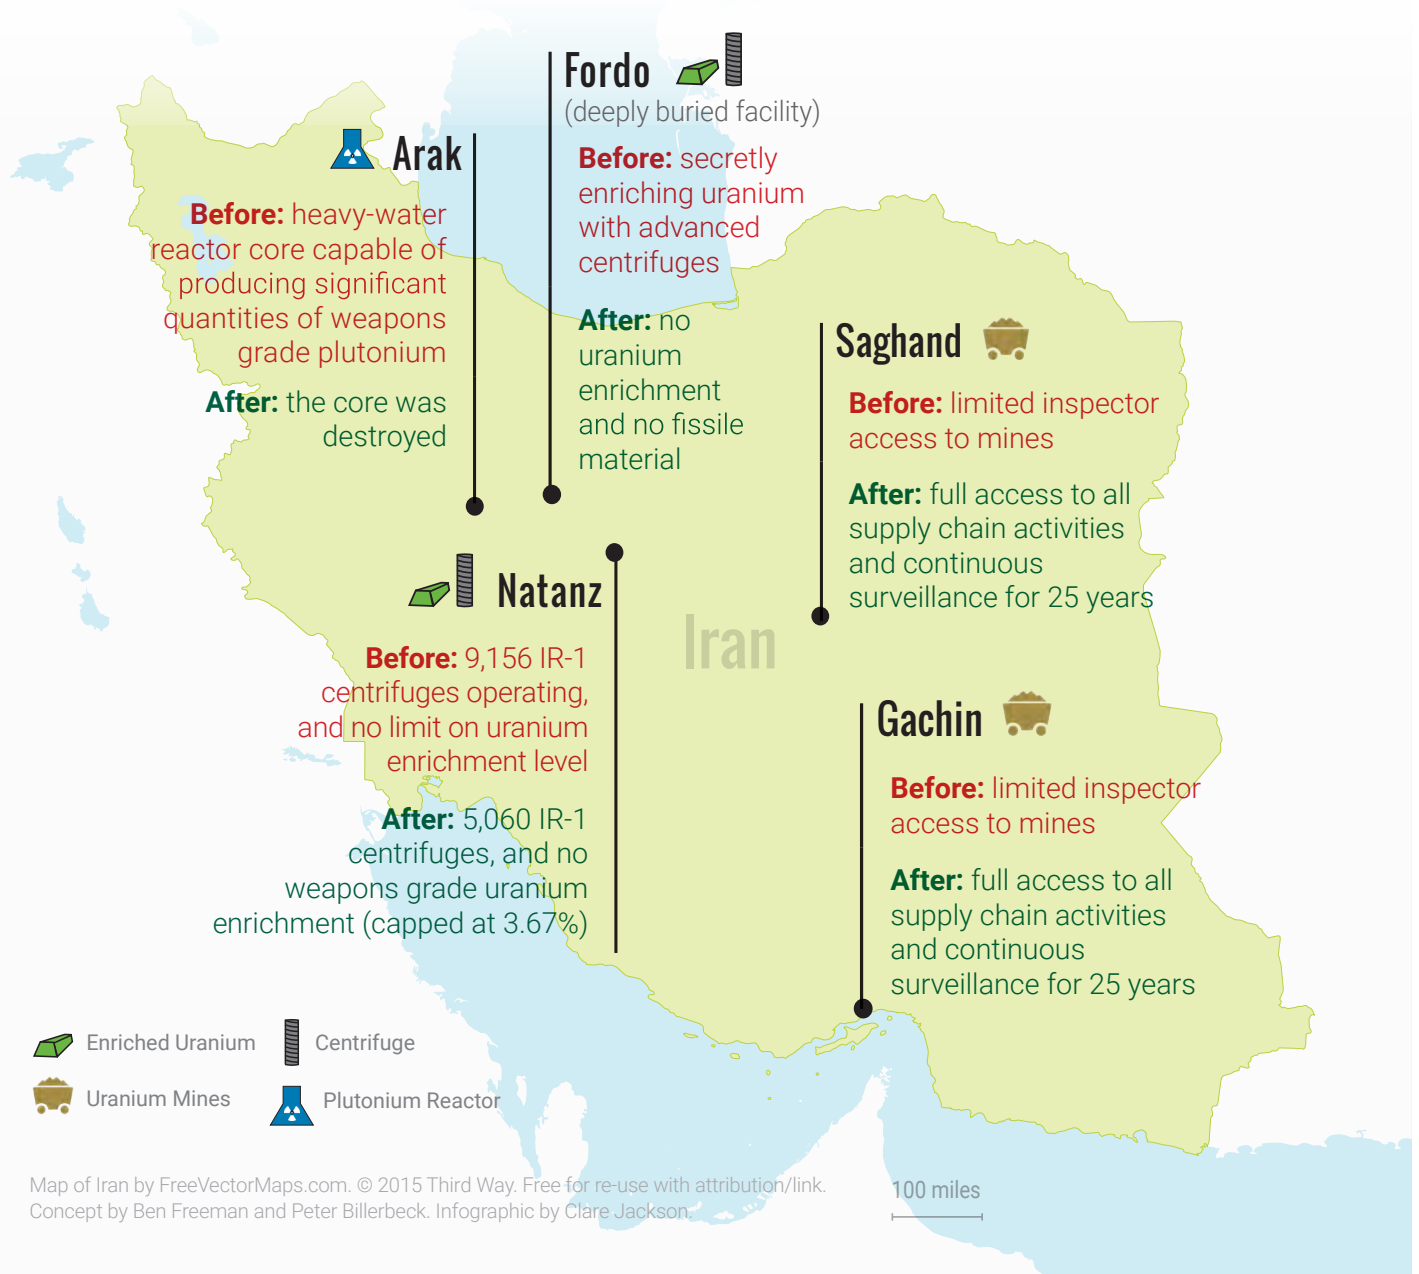 Fordo
(deeply buried facility)
Before: secretly
enriching uranium
with advanced
centrifuges
After: no
uranium
enrichment
and no fissile
material
Arak
Before: heavy-water
reactor core capable of
producing significant
quantities of weapons
grade plutonium
After: the core was
destroyed
Saghand
Before: limited inspector
access to mines
After: full access to all
supply chain activities
and continuous
surveillance for 25 years
Natanz
Before: 9,156 IR-1
centrifuges operating,
and no limit on uranium
enrichment level
After: 5,060 IR-1
centrifuges, and no
weapons grade uranium
enrichment (capped at 3.67%)
Iran
Gachin
Before: limited inspector
access to mines
After: full access to all
supply chain activities
and continuous
surveillance for 25 years
Enriched Uranium
Centrifuge
Uranium Mines
Plutonium Reactor
Map of Iran by FreeVectorMaps.com. © 2015 Third Way. Free for re-use with attribution/link.
Concept by Ben Freeman and Peter Billerbeck. Infographic by Clare Jackson.
100 miles